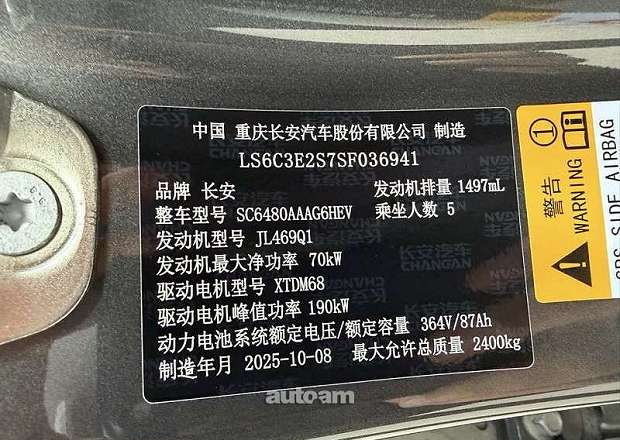 中国 重庆长安汽车股份有限公司 制造
LS6C3E2S7SF036941
品牌 长安 发动机排量 1497mL
整车型号 SC6480AAAG6HEV 乘坐人数 5
发动机型号 JL469Q1
发动机最大净功率 70kW
驱动电机型号 XTDM68
驱动电机峰值功率 190kW
动力电池系统额定电压/额定容量 364V/87Ah
制造年月 2025-10-08 最大允许总质量 2400kg
长安汽车
CHANGAN
警告
WARNING
SIDE AIRBAG
autoam